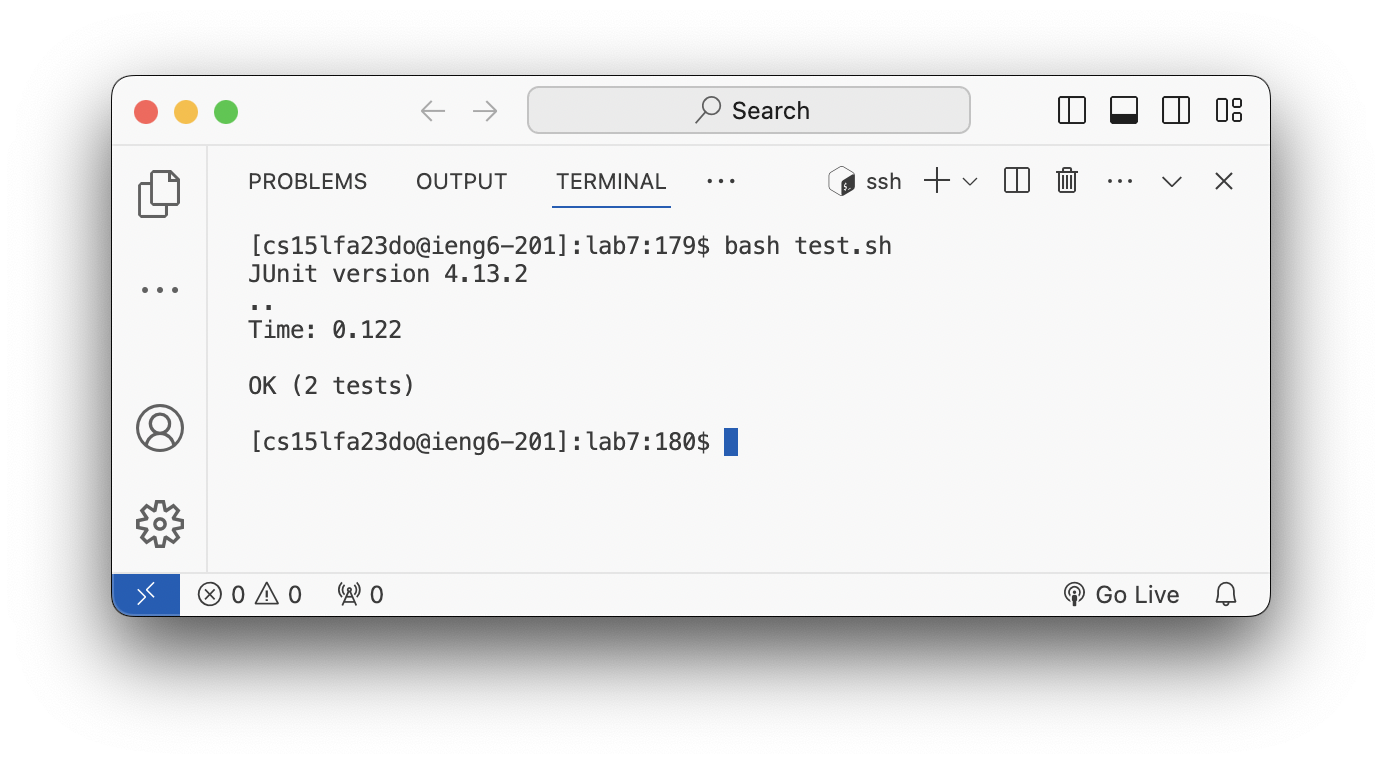 Search
PROBLEMS OUTPUT TERMINAL ··· ssh
[cs15lfa23do@ieng6-201]:lab7:179$ bash test.sh
JUnit version 4.13.2
..
Time: 0.122
OK (2 tests)
[cs15lfa23do@ieng6-201]:lab7:180$
0 0 0 Go Live